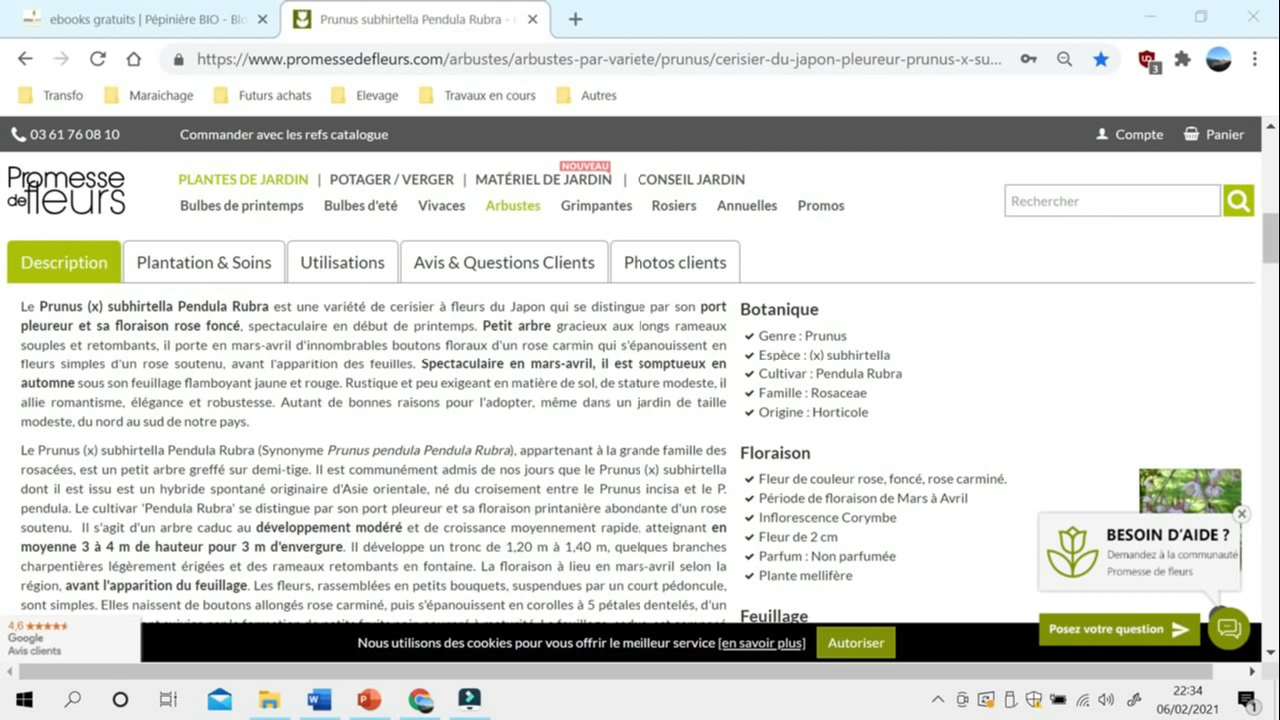 ebooks gratuits | Pépinière BIO - Blo
Prunus subhirtella Pendula Rubra -
https://www.promessedefleurs.com/arbustes/arbustes-par-variete/prunus/cerisier-du-japon-pleureur-prunus-x-su...
3
Transfo Maraichage Futurs achats Elevage Travaux en cours Autres
03 61 76 08 10 Commander avec les refs catalogue Compte Panier
Promesse de fleurs
NOUVEAU
PLANTES DE JARDIN | POTAGER / VERGER | MATÉRIEL DE JARDIN | CONSEIL JARDIN
Bulbes de printemps Bulbes d'eté Vivaces Arbustes Grimpantes Rosiers Annuelles Promos
Rechercher
Description Plantation & Soins Utilisations Avis & Questions Clients Photos clients
Le Prunus (x) subhirtella Pendula Rubra est une variété de cerisier à fleurs du Japon qui se distingue par son port
pleureur et sa floraison rose foncé, spectaculaire en début de printemps. Petit arbre gracieux aux longs rameaux
souples et retombants, il porte en mars-avril d'innombrables boutons floraux d'un rose carmin qui s'épanouissent en
fleurs simples d'un rose soutenu, avant l'apparition des feuilles. Spectaculaire en mars-avril, il est somptueux en
automne sous son feuillage flamboyant jaune et rouge. Rustique et peu exigeant en matière de sol, de stature modeste, il
allie romantisme, élégance et robustesse. Autant de bonnes raisons pour l'adopter, même dans un jardin de taille
modeste, du nord au sud de notre pays.
Le Prunus (x) subhirtella Pendula Rubra (Synonyme Prunus pendula Pendula Rubra), appartenant à la grande famille des
rosacées, est un petit arbre greffé sur demi-tige. Il est communément admis de nos jours que le Prunus (x) subhirtella
dont il est issu est un hybride spontané originaire d'Asie orientale, né du croisement entre le Prunus incisa et le P.
pendula. Le cultivar 'Pendula Rubra' se distingue par son port pleureur et sa floraison printanière abondante d'un rose
soutenu. Il s'agit d'un arbre caduc au développement modéré et de croissance moyennement rapide, atteignant en
moyenne 3 à 4 m de hauteur pour 3 m d'envergure. Il développe un tronc de 1,20 m à 1,40 m, quelques branches
charpentières légèrement érigées et des rameaux retombants en fontaine. La floraison à lieu en mars-avril selon la
région, avant l'apparition du feuillage. Les fleurs, rassemblées en petits bouquets, suspendues par un court pédoncule,
sont simples. Elles naissent de boutons allongés rose carminé, puis s'épanouissent en corolles à 5 pétales dentelés, d'un
Botanique
Genre : Prunus
Espèce : (x) subhirtella
Cultivar : Pendula Rubra
Famille : Rosaceae
Origine : Horticole
Floraison
Fleur de couleur rose, foncé, rose carminé.
Période de floraison de Mars à Avril
Inflorescence Corymbe
Fleur de 2 cm
Parfum : Non parfumée
Plante mellifère
Feuillage
BESOIN D'AIDE ?
Demandez à la communauté
Promesse de fleurs
Posez votre question
4,6
Google
Avis clients
Nous utilisons des cookies pour vous offrir le meilleur service [en savoir plus] Autoriser
22:34
06/02/2021
1